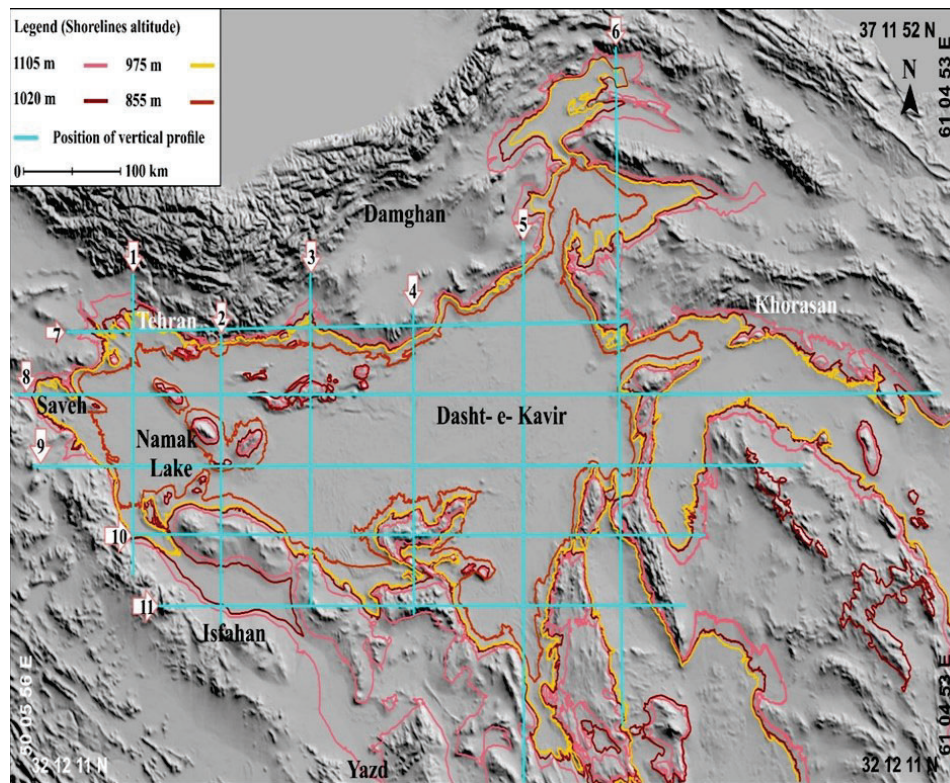 Legend (Shorelines altitude)
1105 m 975 m
1020 m 855 m
Position of vertical profile
0 100 km
37 11 52 N
61 04 53 E
N
6
Damghan
5
1
3
4
2
Tehran
7
Khorasan
8
Saveh
Dasht- e- Kavir
9
Namak
Lake
10
11
Isfahan
50 05 56 E
32 12 11 N
Yazd
61 04 53 E
32 12 11 N